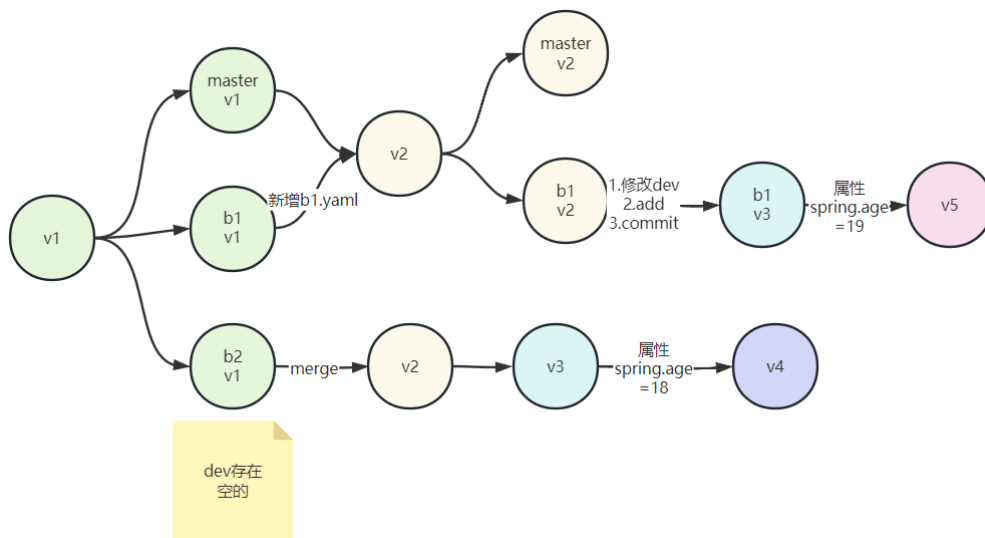 master
v1
master
v2
v2
新增b1.yaml
b1
v1
b1
v2
1.修改dev
2.add
3.commit
b1
v3
属性
spring.age
=19
v5
v1
b2
v1
merge
v2
v3
属性
spring.age
=18
v4
dev存在
空的